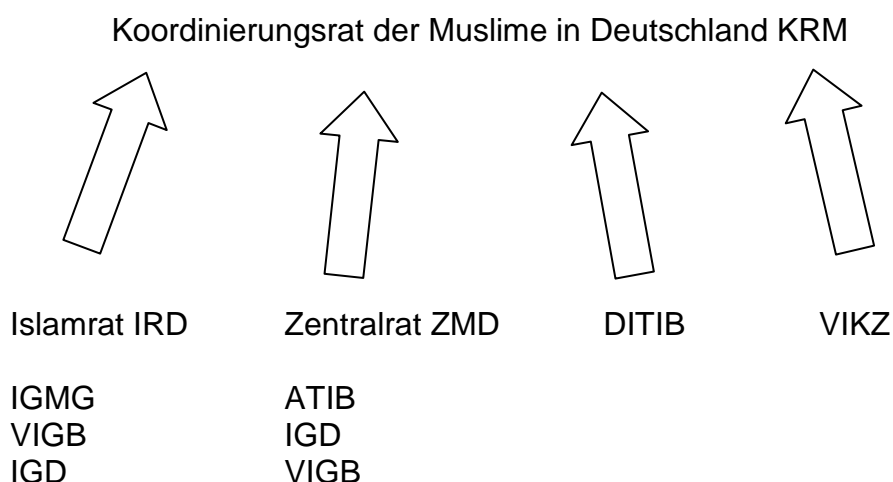 Koordinierungsrat der Muslime in Deutschland KRM
Islamrat IRD Zentralrat ZMD DITIB VIKZ
IGMG ATIB
VIGB IGD
IGD VIGB